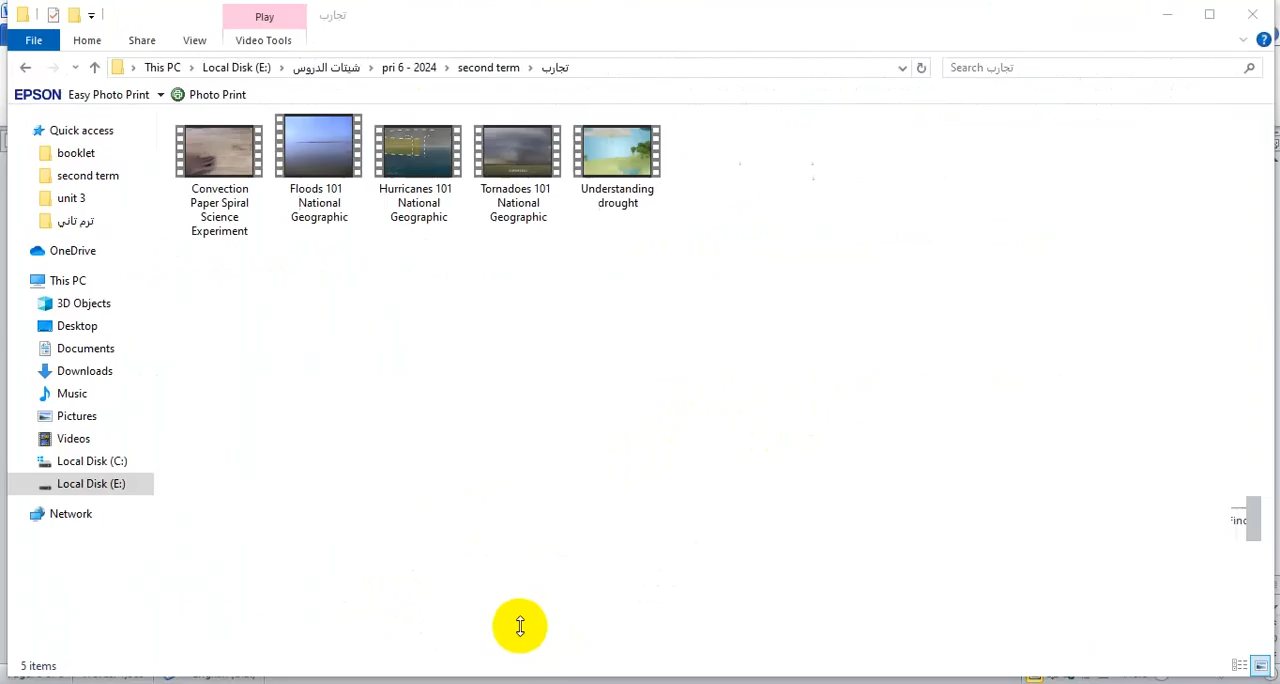 Play
تجارب
File
Home
Share
View
Video Tools
This PC
Local Disk (E:)
شيتات الدروس
pri 6 - 2024
second term
تجارب
Search تجارب
EPSON
Easy Photo Print
Photo Print
Quick access
booklet
second term
unit 3
ترم تاني
OneDrive
This PC
3D Objects
Desktop
Documents
Downloads
Music
Pictures
Videos
Local Disk (C:)
Local Disk (E:)
Network
Convection
Paper Spiral
Science
Experiment
Floods 101
National
Geographic
Hurricanes 101
National
Geographic
Tornadoes 101
National
Geographic
Understanding
drought
5 items